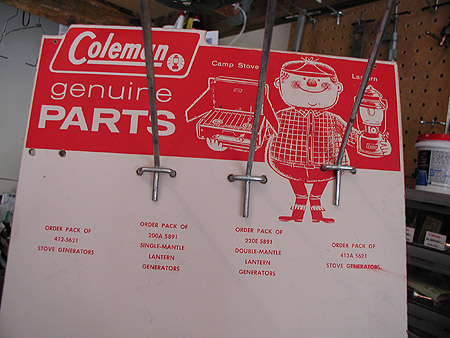 Coleman
genuine
PARTS
Camp Stove
Lantern
ORDER PACK OF
412-5621
STOVE GENERATORS
ORDER PACK OF
200A 5891
SINGLE-MANTLE
LANTERN
GENERATORS
ORDER PACK OF
220E 5891
DOUBLE-MANTLE
LANTERN
GENERATORS
ORDER PACK OF
413A 5621
STOVE GENERATORS